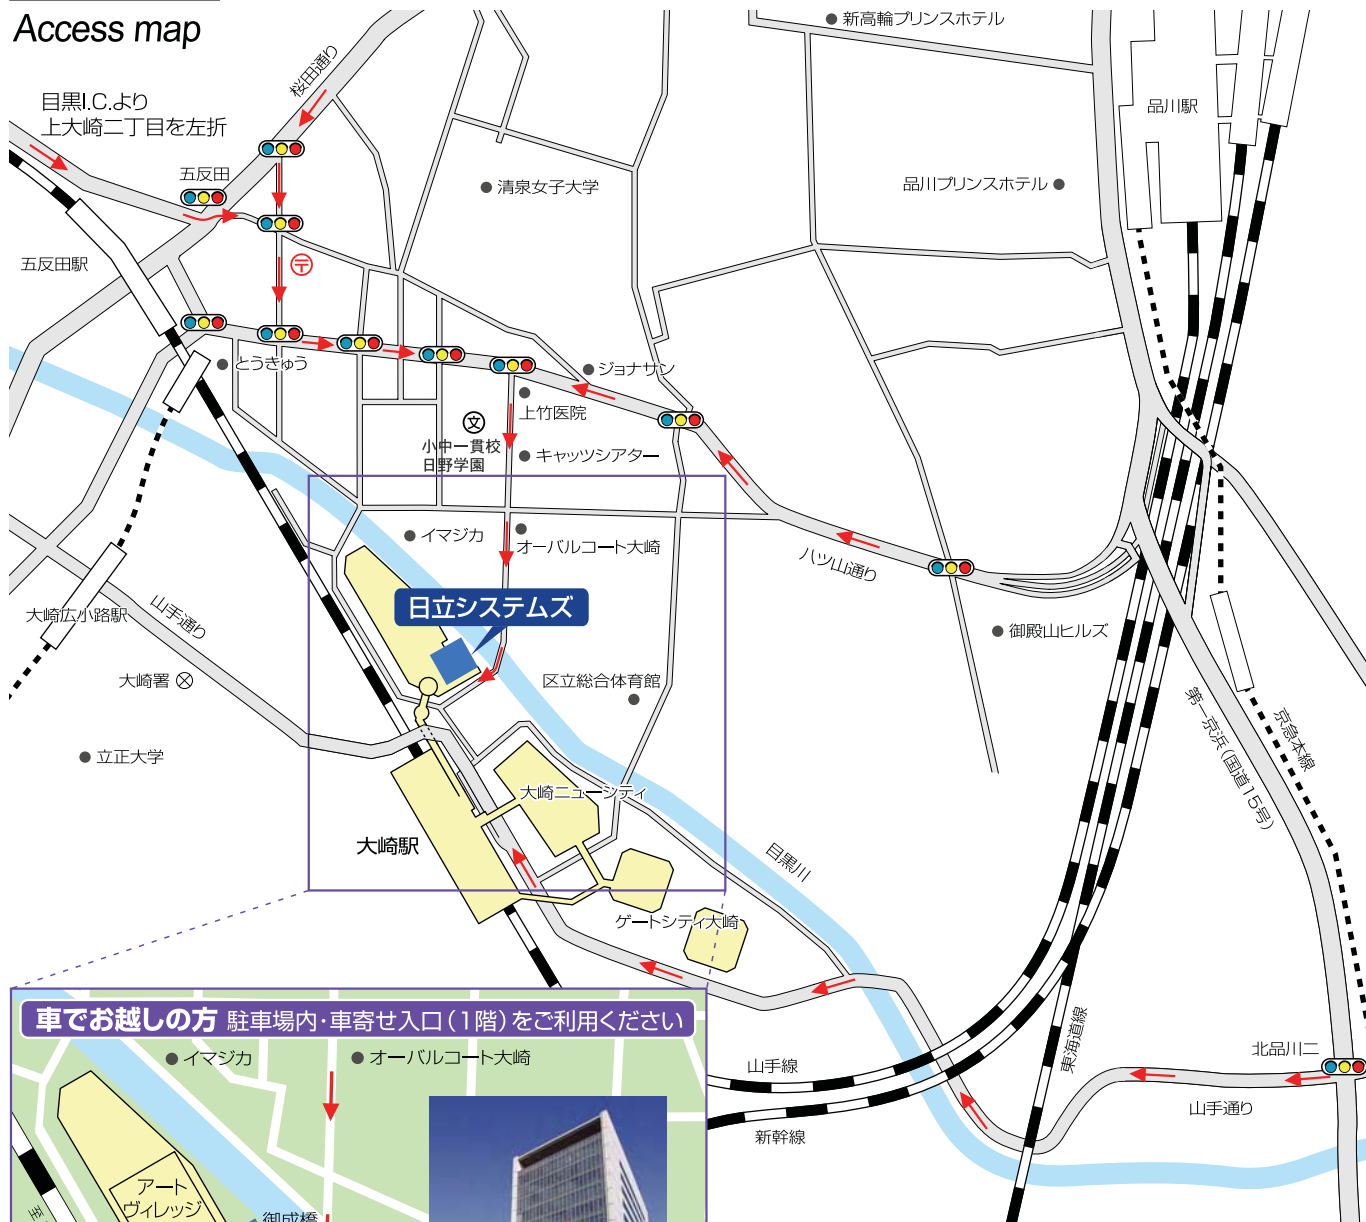 Access map
新高輪プリンスホテル
桜田通り
目黒I.C.より
上大崎二丁目を左折
品川駅
五反田
清泉女子大学
品川プリンスホテル
五反田駅
〒
とうきゅう
ジョナサン
上竹医院
文
小中一貫校
日野学園
キャッツシアター
イマジカ
オーバルコート大崎
八ツ山通り
日立システムズ
大崎広小路駅
山手通り
御殿山ヒルズ
大崎署
区立総合体育館
第一京浜(国道15号)
京急本線
立正大学
大崎ニューシティ
大崎駅
目黒川
ゲートシティ大崎
車でお越しの方 駐車場内・車寄せ入口(1階)をご利用ください
イマジカ
オーバルコート大崎
山手線
東海道線
北品川二
山手通り
新幹線
アート
ヴィレッジ
御成橋
至